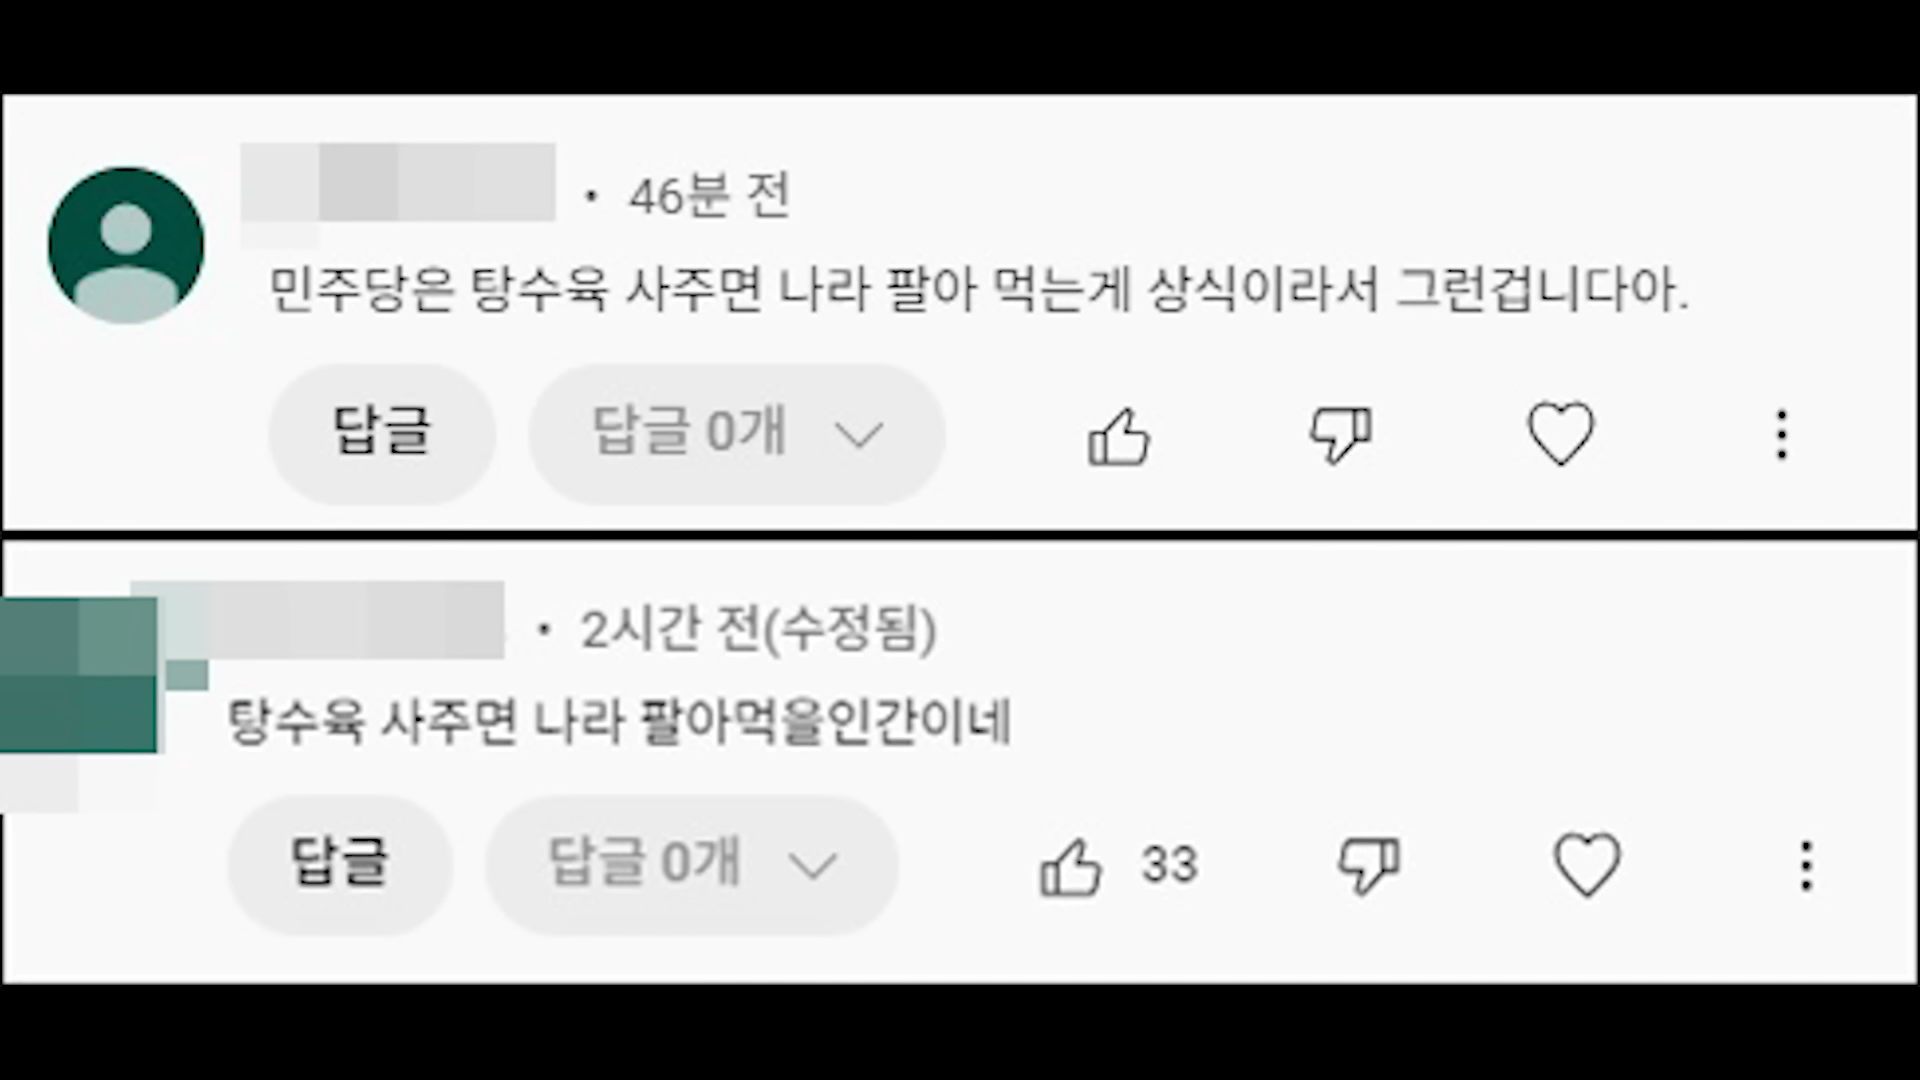 • 46분 전
민주당은 탕수육 사주면 나라 팔아 먹는게 상식이라서 그런겁니다아.
답글 답글 0개
• 2시간 전(수정됨)
탕수육 사주면 나라 팔아먹을인간이네
답글 답글 0개 33